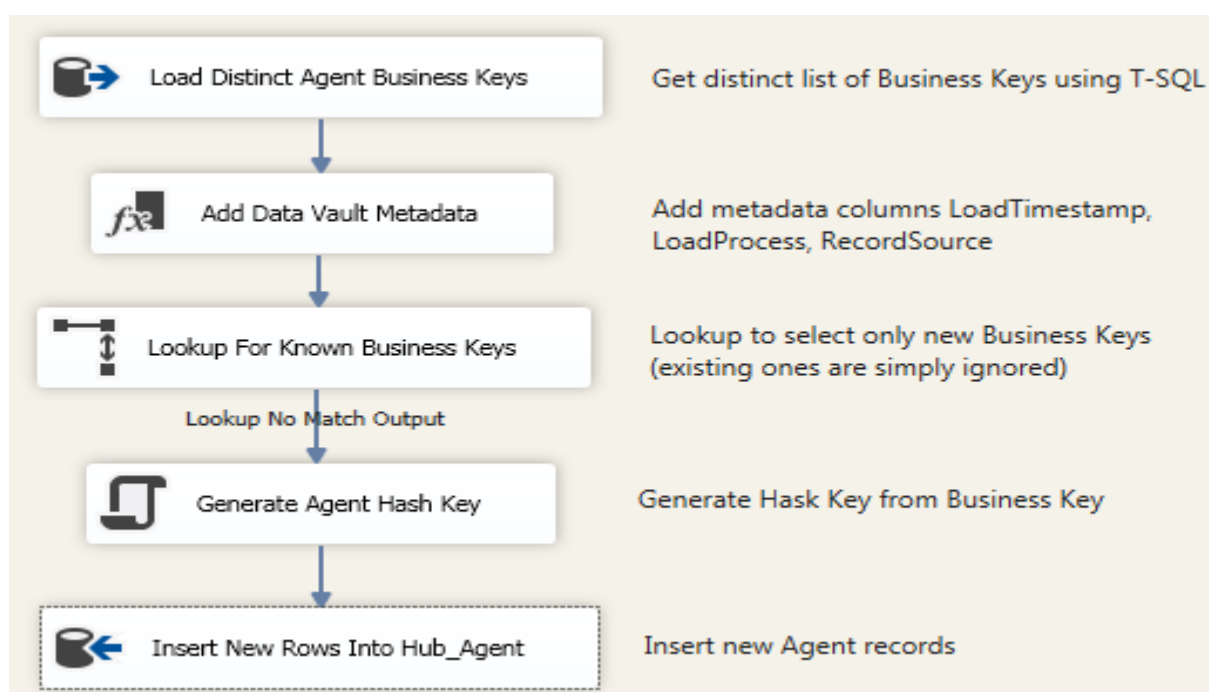 Load Distinct Agent Business Keys
Get distinct list of Business Keys using T-SQL
Add Data Vault Metadata
Add metadata columns LoadTimestamp,
LoadProcess, RecordSource
Lookup For Known Business Keys
Lookup to select only new Business Keys
(existing ones are simply ignored)
Lookup No Match Output
Generate Agent Hash Key
Generate Hask Key from Business Key
Insert New Rows Into Hub_Agent
Insert new Agent records